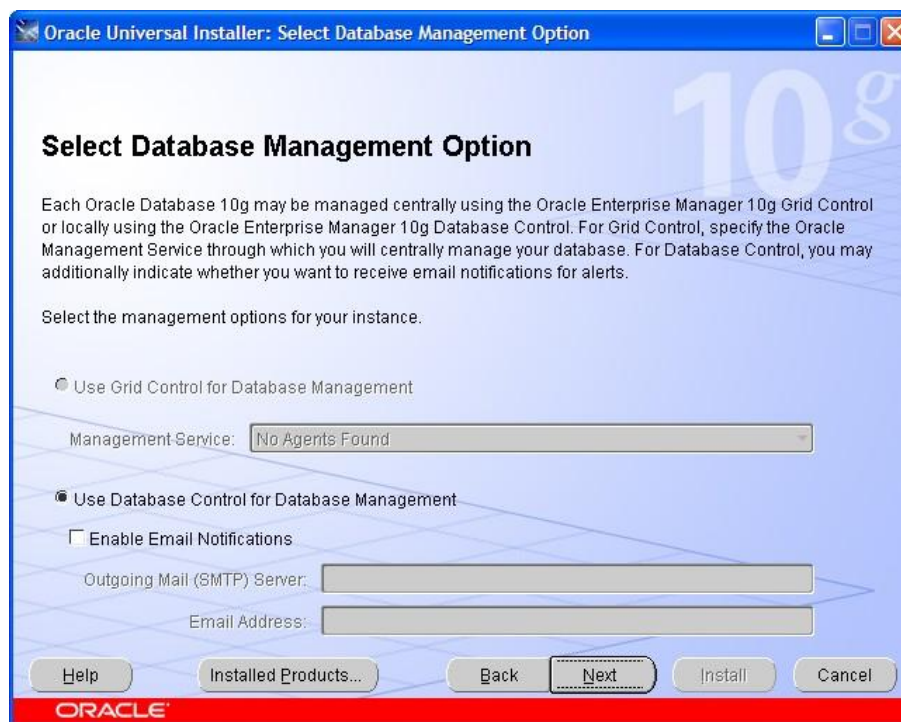 Oracle Universal Installer: Select Database Management Option
10g
Select Database Management Option
Each Oracle Database 10g may be managed centrally using the Oracle Enterprise Manager 10g Grid Control
or locally using the Oracle Enterprise Manager 10g Database Control. For Grid Control, specify the Oracle
Management Service through which you will centrally manage your database. For Database Control, you may
additionally indicate whether you want to receive email notifications for alerts.
Select the management options for your instance.
Use Grid Control for Database Management
Management Service: No Agents Found
Use Database Control for Database Management
Enable Email Notifications
Outgoing Mail (SMTP) Server:
Email Address:
Help Installed Products... Back Next Install Cancel
ORACLE